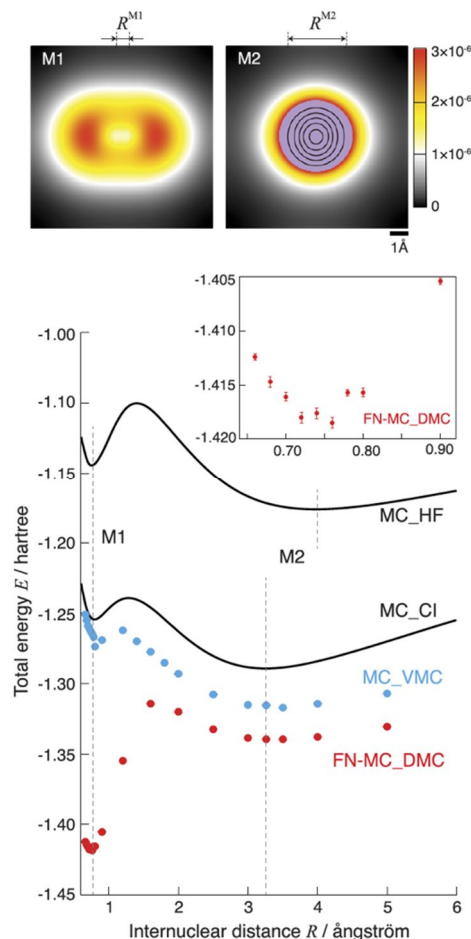 R^M1
R^M2
M1
M2
3×10⁻⁶
2×10⁻⁶
1×10⁻⁶
0
1Å
-1.405
-1.410
-1.415
-1.420
0.70
0.80
0.90
FN-MC_DMC
-1.00
-1.10
-1.15
-1.20
-1.25
-1.30
-1.35
-1.40
-1.45
Total energy E / hartree
MC_HF
M1
M2
MC_CI
MC_VMC
FN-MC_DMC
1
2
3
4
5
6
Internuclear distance R / ångström